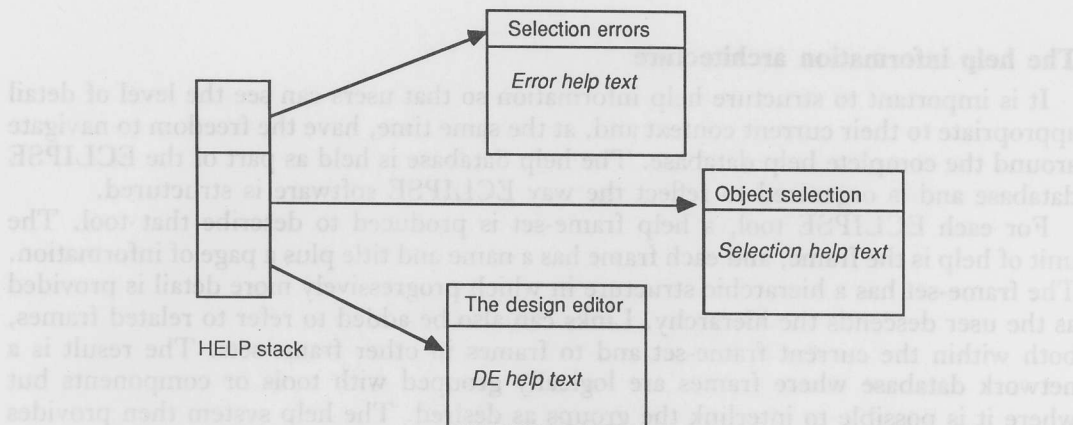 Selection errors
Error help text
Object selection
Selection help text
The design editor
DE help text
HELP stack
The help information architecture
It is important to structure help information so that users can see the level of detail
appropriate to their current context and, at the same time, have the freedom to navigate
around the complete help database. The help database is held as part of the ECLIPSE
database and is organised to reflect the way ECLIPSE software is structured.
For each ECLIPSE tool, a help frame-set is produced to describe that tool. The
unit of help is the frame, and each frame has a name and title plus a page of information.
The frame-set has a hierarchic structure in which progressively more detail is provided
as the user descends the hierarchy. Links can also be added to refer to related frames,
both within the current frame-set and to frames in other frame-sets. The result is a
network database where frames are logically grouped with tools or components but
where it is possible to interlink the groups as desired. The help system then provides